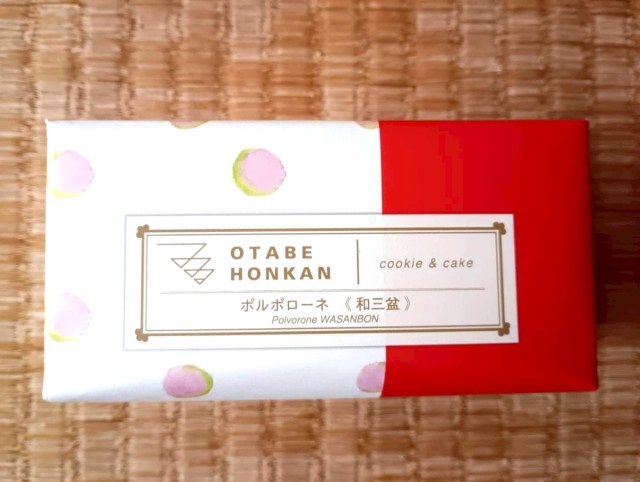 OTABE
HONKAN
cookie & cake
ポルボローネ 《和三盆》
Polvorone WASANBON